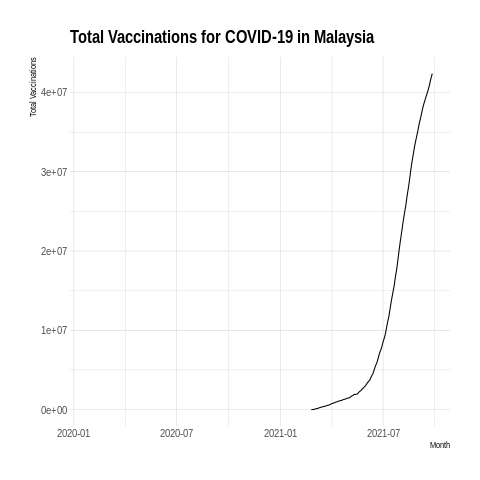 Total Vaccinations for COVID-19 in Malaysia
Total Vaccinations
4e+07
3e+07
2e+07
1e+07
0e+00
2020-01 2020-07 2021-01 2021-07
Month